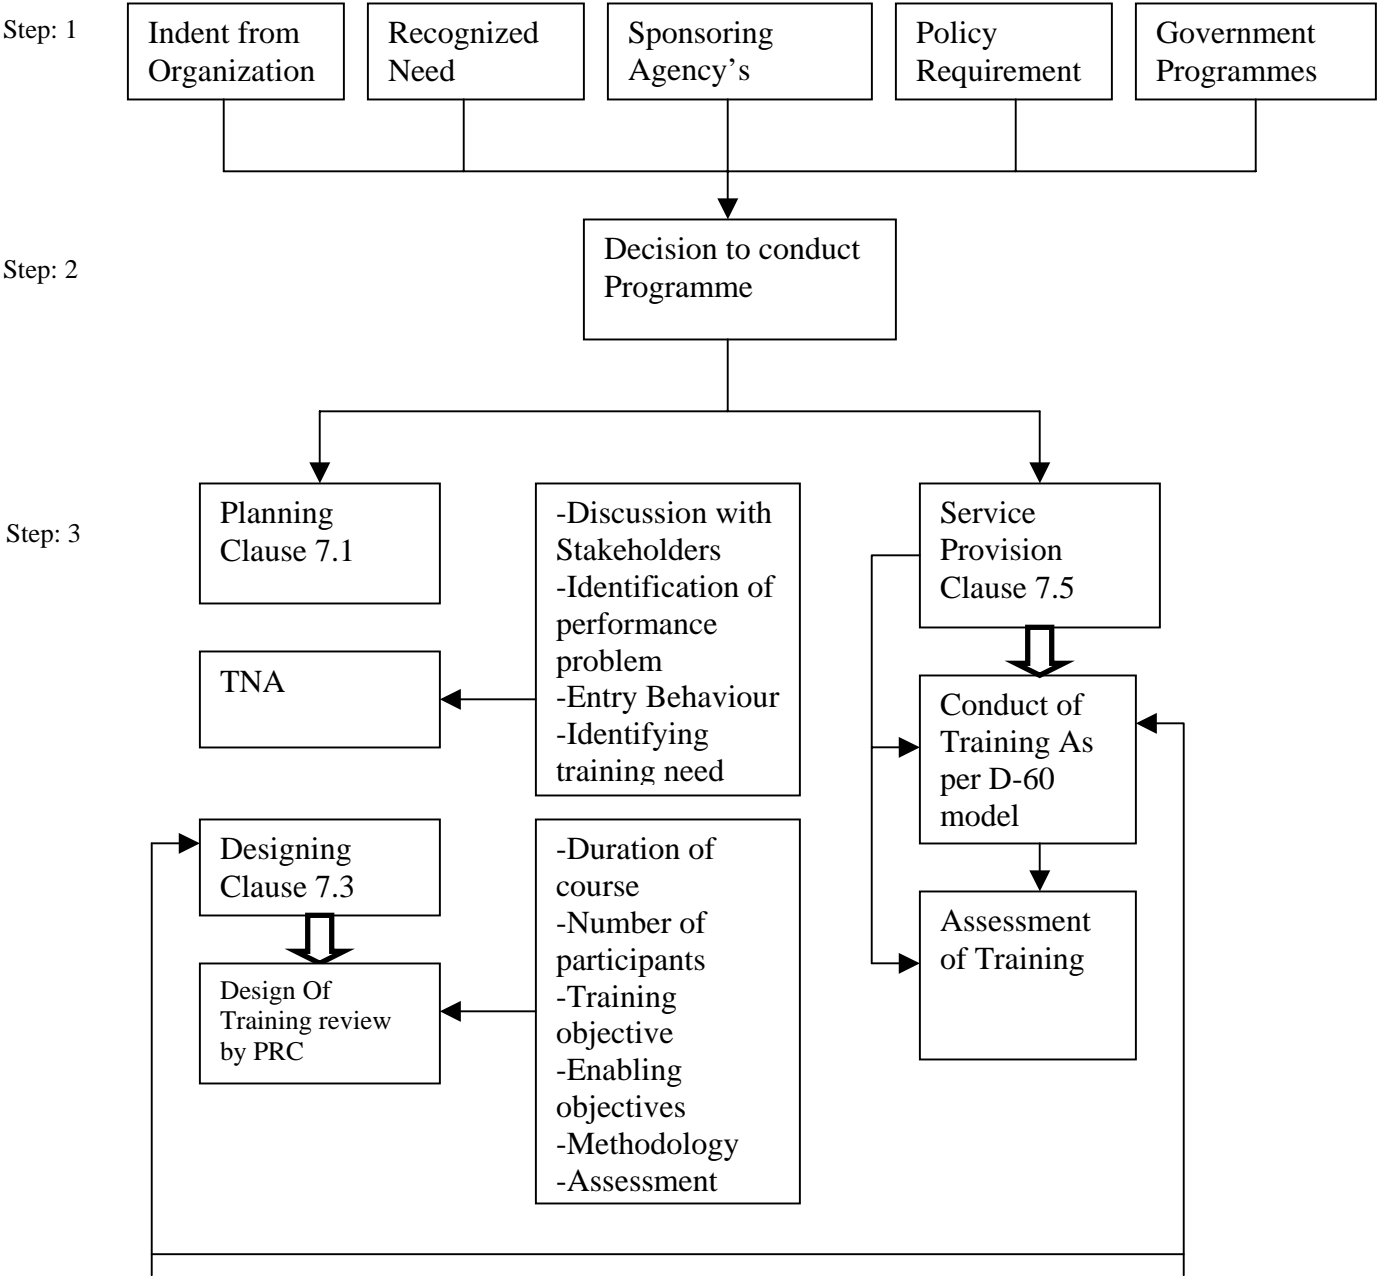 Step: 1
Indent from
Organization
Recognized
Need
Sponsoring
Agency’s
Policy
Requirement
Government
Programmes
Step: 2
Decision to conduct
Programme
Step: 3
Planning
Clause 7.1
TNA
-Discussion with
Stakeholders
-Identification of
performance
problem
-Entry Behaviour
-Identifying
training need
Service
Provision
Clause 7.5
Conduct of
Training As
per D-60
model
Assessment
of Training
Designing
Clause 7.3
Design Of
Training review
by PRC
-Duration of
course
-Number of
participants
-Training
objective
-Enabling
objectives
-Methodology
-Assessment